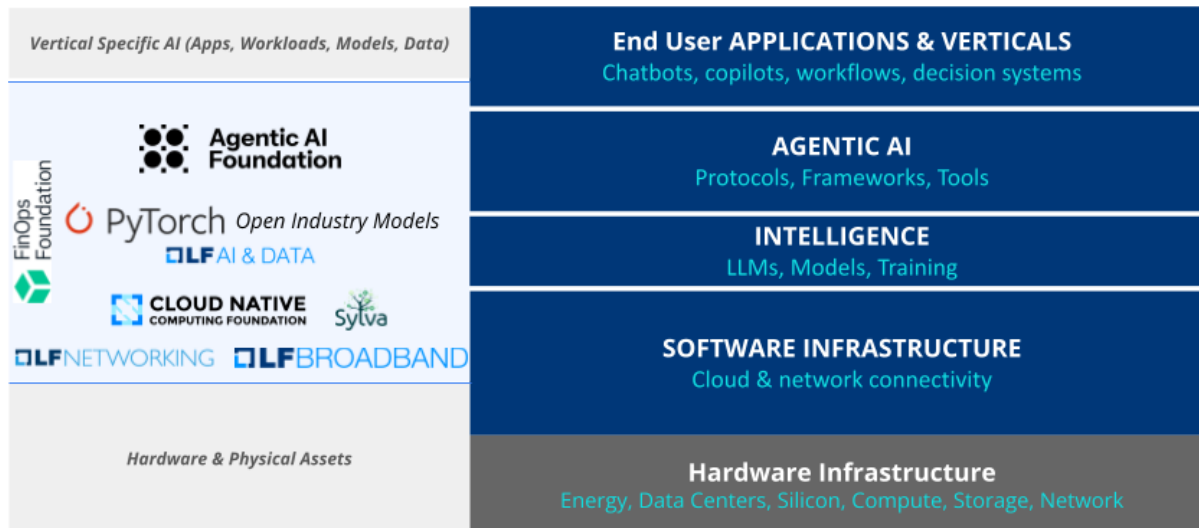 Vertical Specific AI (Apps, Workloads, Models, Data)
End User APPLICATIONS & VERTICALS
Chatbots, copilots, workflows, decision systems
Agentic AI
Foundation
AGENTIC AI
Protocols, Frameworks, Tools
FinOps
Foundation
PyTorch Open Industry Models
LF AI & DATA
INTELLIGENCE
LLMs, Models, Training
CLOUD NATIVE
COMPUTING FOUNDATION
Sylva
LFNETWORKING
LFBROADBAND
SOFTWARE INFRASTRUCTURE
Cloud & network connectivity
Hardware & Physical Assets
Hardware Infrastructure
Energy, Data Centers, Silicon, Compute, Storage, Network